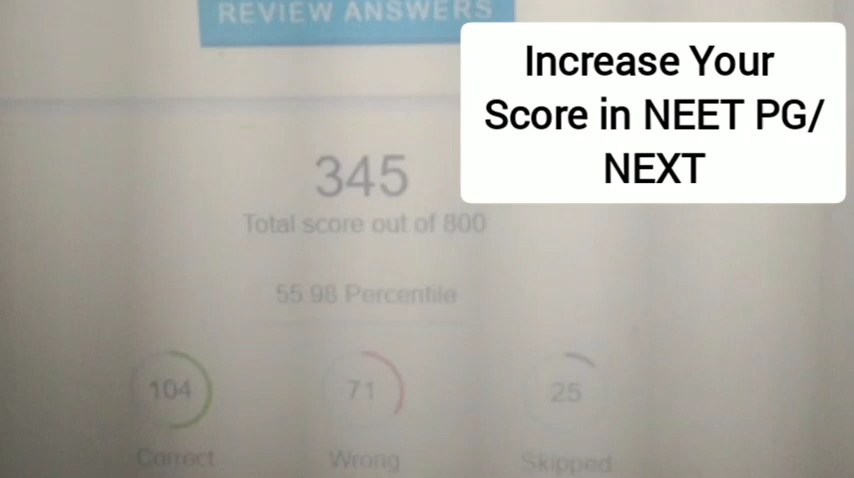 REVIEW ANSWERS
Increase Your
Score in NEET PG/
NEXT
345
Total score out of 800
55.98 Percentile
104
71
25
Correct
Wrong
Skipped